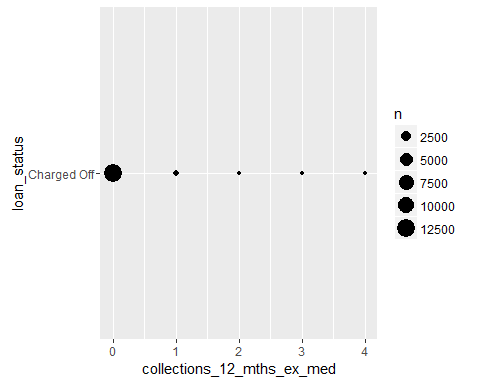 loan_status
Charged Off
0 1 2 3 4
collections_12_mths_ex_med
n
2500
5000
7500
10000
12500